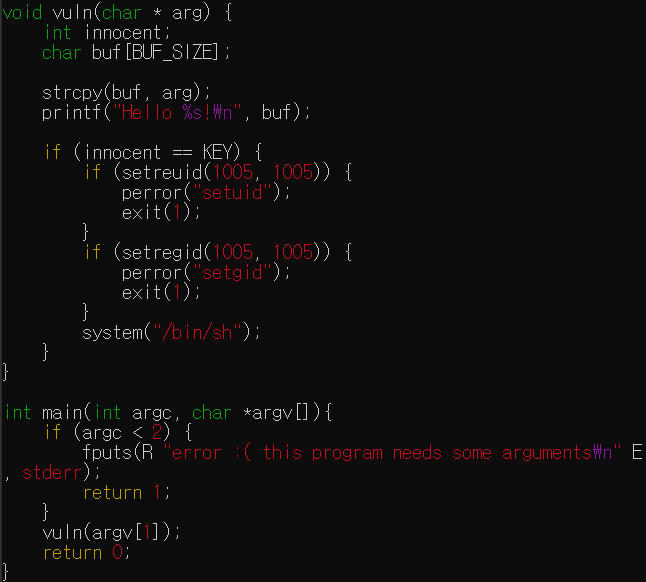 void vuln(char * arg) {
    int innocent;
    char buf[BUF_SIZE];

    strcpy(buf, arg);
    printf("Hello %s!₩n", buf);

    if (innocent == KEY) {
        if (setreuid(1005, 1005)) {
            perror("setuid");
            exit(1);
        }
        if (setregid(1005, 1005)) {
            perror("setgid");
            exit(1);
        }
        system("/bin/sh");
    }
}

int main(int argc, char *argv[]){
    if (argc < 2) {
        fputs(R "error :( this program needs some arguments₩n" E
, stderr);
        return 1;
    }
    vuln(argv[1]);
    return 0;
}